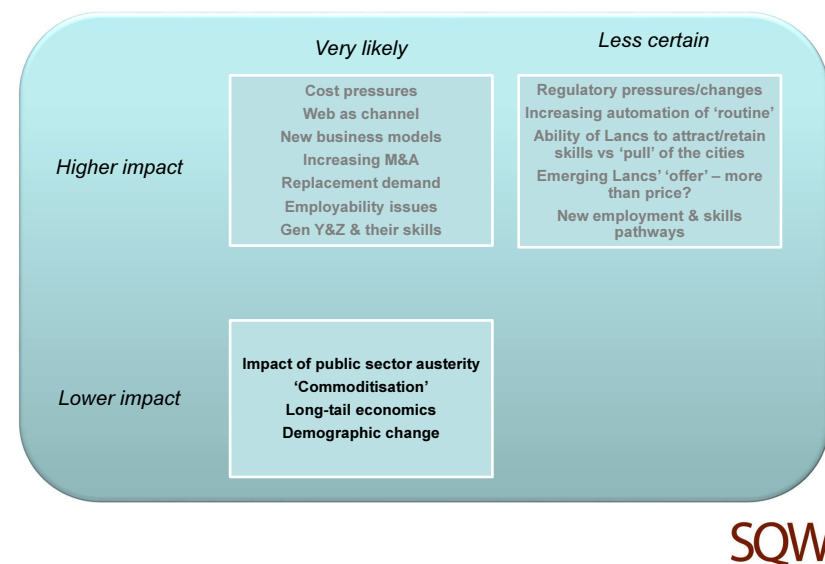 Very likely
Less certain
Higher impact
Cost pressures
Web as channel
New business models
Increasing M&A
Replacement demand
Employability issues
Gen Y&Z & their skills
Regulatory pressures/changes
Increasing automation of ‘routine’
Ability of Lancs to attract/retain
skills vs ‘pull’ of the cities
Emerging Lancs’ ‘offer’ – more
than price?
New employment & skills
pathways
Lower impact
Impact of public sector austerity
‘Commoditisation’
Long-tail economics
Demographic change
SQW